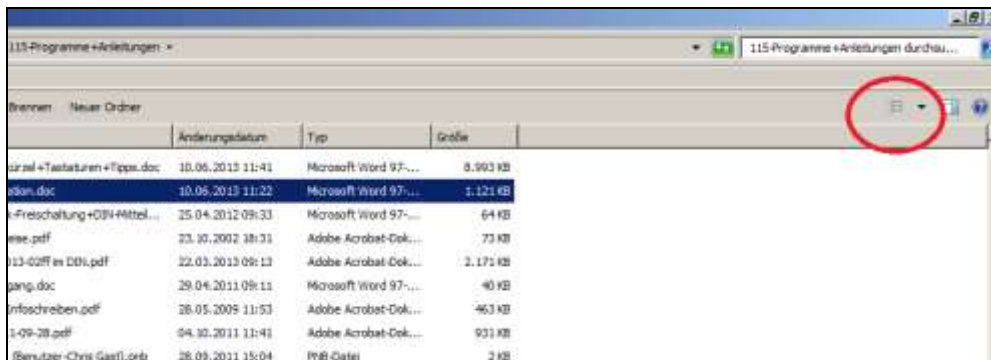 115-Programme+Anleitungen
115-Programme+Anleitungen durchsu...
Brennen Neuer Ordner
Änderungsdatum Typ Größe
+Tastaturen+Tipps.doc 10.06.2013 11:41 Microsoft Word 97-... 8.993 KB
ation.doc 10.06.2013 11:22 Microsoft Word 97-... 1.121 KB
-Freischaltung+DIN-Mitteil... 25.04.2012 09:33 Microsoft Word 97-... 64 KB
eise.pdf 23.10.2002 18:31 Adobe Acrobat-Dok... 73 KB
013-02ff im DIN.pdf 22.03.2013 09:13 Adobe Acrobat-Dok... 2.171 KB
gang.doc 29.04.2011 09:11 Microsoft Word 97-... 40 KB
Infoschreiben.pdf 28.05.2009 11:53 Adobe Acrobat-Dok... 463 KB
1-09-28.pdf 04.10.2011 11:41 Adobe Acrobat-Dok... 931 KB
(Benutzer-Chris Gast).pnb 28.09.2011 15:04 PNB-Datei 2 KB